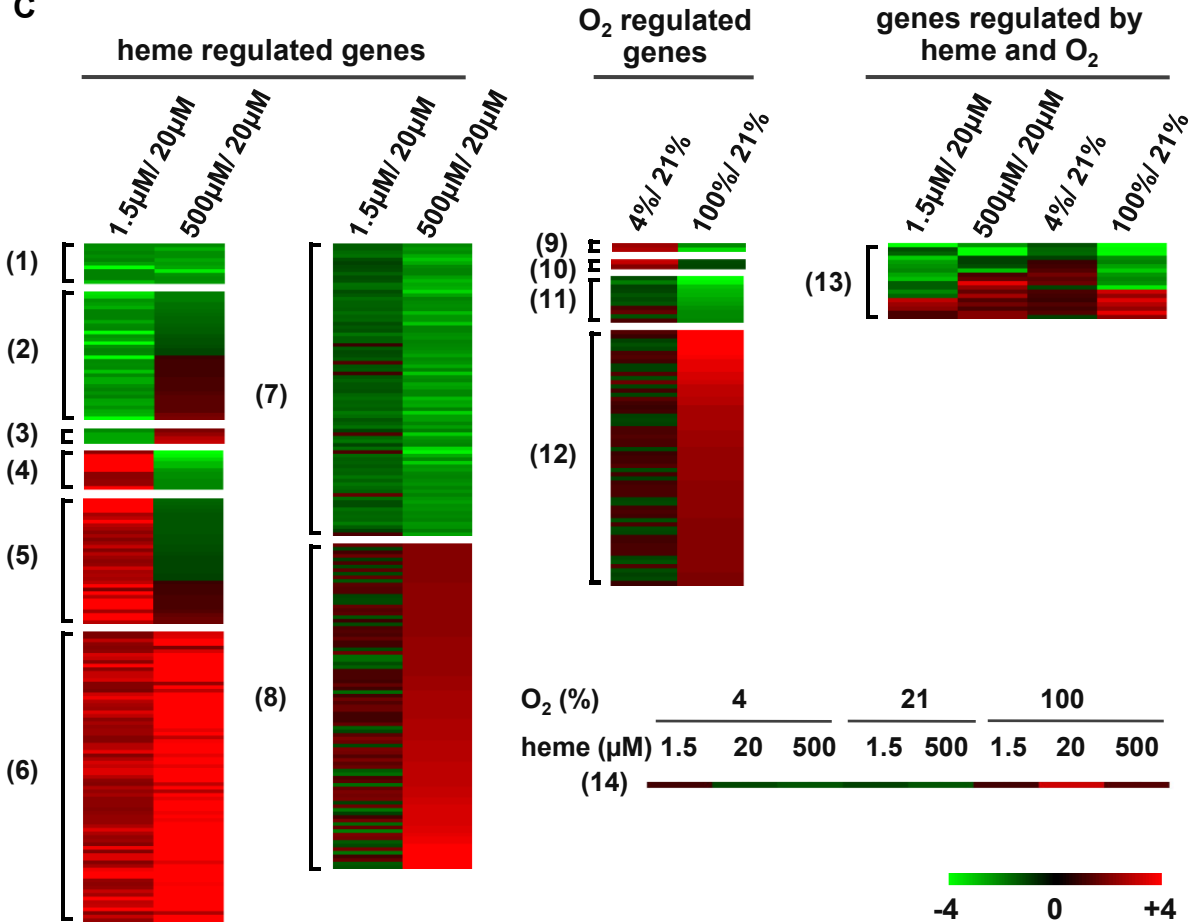 C
heme regulated genes
O₂ regulated genes
genes regulated by heme and O₂
1.5µM/ 20µM
500µM/ 20µM
1.5µM/ 20µM
500µM/ 20µM
4%/ 21%
100%/ 21%
1.5µM/ 20µM
500µM/ 20µM
4%/ 21%
100%/ 21%
(1)
(2)
(3)
(4)
(5)
(6)
(7)
(8)
(9)
(10)
(11)
(12)
(13)
O₂ (%) 4 21 100
heme (µM) 1.5 20 500 1.5 500 1.5 20 500
(14)
-4 0 +4